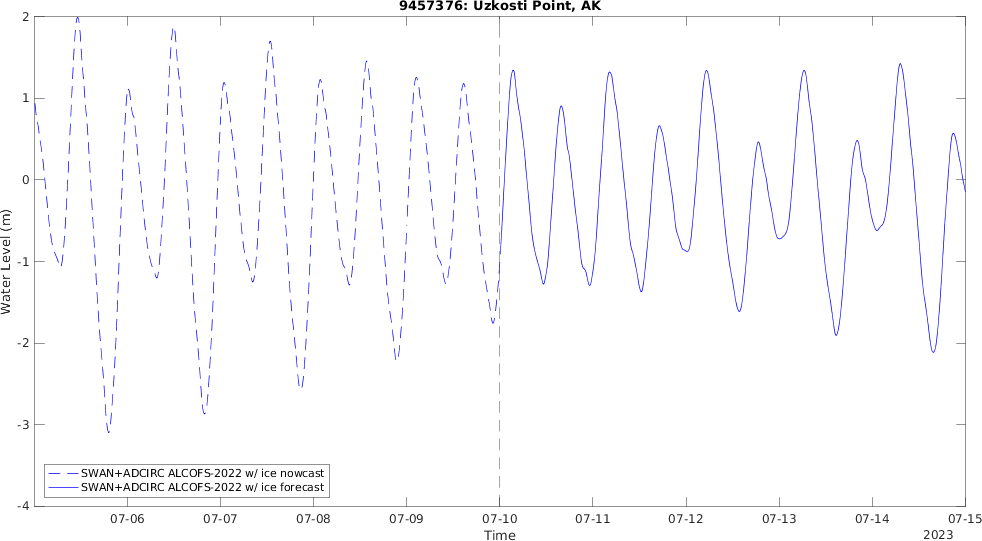 9457376: Uzkosti Point, AK
Water Level (m)
2
1
0
-1
-2
-3
-4
SWAN+ADCIRC ALCOFS-2022 w/ ice nowcast
SWAN+ADCIRC ALCOFS-2022 w/ ice forecast
07-06 07-07 07-08 07-09 07-10 07-11 07-12 07-13 07-14 07-15
Time
2023